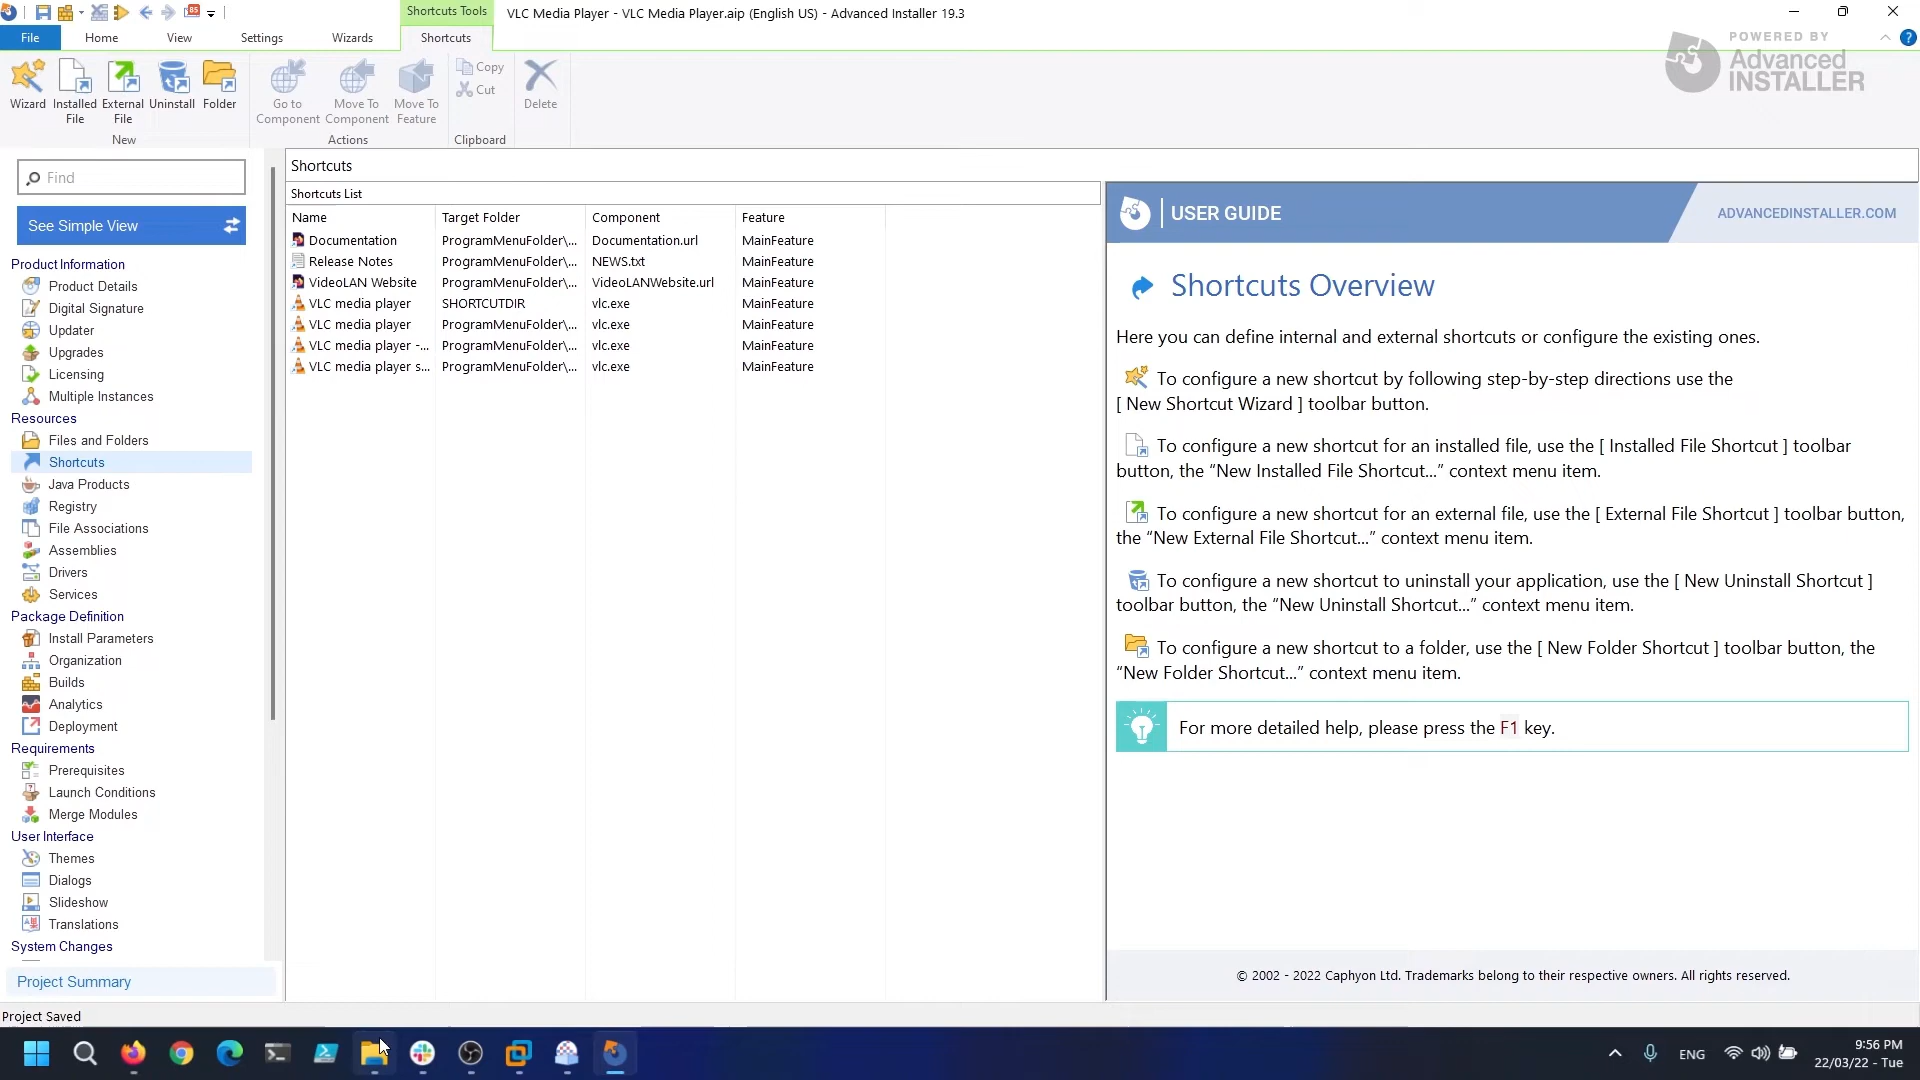 Shortcuts Tools
VLC Media Player - VLC Media Player.aip (English US) - Advanced Installer 19.3
File
Home
View
Settings
Wizards
Shortcuts
POWERED BY
Advanced
INSTALLER
Wizard
Installed
File
External
File
Uninstall
Folder
New
Go to
Component
Move To
Component
Move To
Feature
Actions
Copy
Cut
Clipboard
Delete
Find
See Simple View
Product Information
Product Details
Digital Signature
Updater
Upgrades
Licensing
Multiple Instances
Resources
Files and Folders
Shortcuts
Java Products
Registry
File Associations
Assemblies
Drivers
Services
Package Definition
Install Parameters
Organization
Builds
Analytics
Deployment
Requirements
Prerequisites
Launch Conditions
Merge Modules
User Interface
Themes
Dialogs
Slideshow
Translations
System Changes
Project Summary
Project Saved
Shortcuts
Shortcuts List
Name Target Folder Component Feature
Documentation ProgramMenuFolder\... Documentation.url MainFeature
Release Notes ProgramMenuFolder\... NEWS.txt MainFeature
VideoLAN Website ProgramMenuFolder\... VideoLANWebsite.url MainFeature
VLC media player SHORTCUTDIR vlc.exe MainFeature
VLC media player ProgramMenuFolder\... vlc.exe MainFeature
VLC media player -... ProgramMenuFolder\... vlc.exe MainFeature
VLC media player s... ProgramMenuFolder\... vlc.exe MainFeature
USER GUIDE
ADVANCEDINSTALLER.COM
Shortcuts Overview
Here you can define internal and external shortcuts or configure the existing ones.
To configure a new shortcut by following step-by-step directions use the
[ New Shortcut Wizard ] toolbar button.
To configure a new shortcut for an installed file, use the [ Installed File Shortcut ] toolbar
button, the “New Installed File Shortcut...” context menu item.
To configure a new shortcut for an external file, use the [ External File Shortcut ] toolbar button,
the “New External File Shortcut...” context menu item.
To configure a new shortcut to uninstall your application, use the [ New Uninstall Shortcut ]
toolbar button, the “New Uninstall Shortcut...” context menu item.
To configure a new shortcut to a folder, use the [ New Folder Shortcut ] toolbar button, the
“New Folder Shortcut...” context menu item.
For more detailed help, please press the F1 key.
© 2002 - 2022 Caphyon Ltd. Trademarks belong to their respective owners. All rights reserved.
ENG
9:56 PM
22/03/22 - Tue